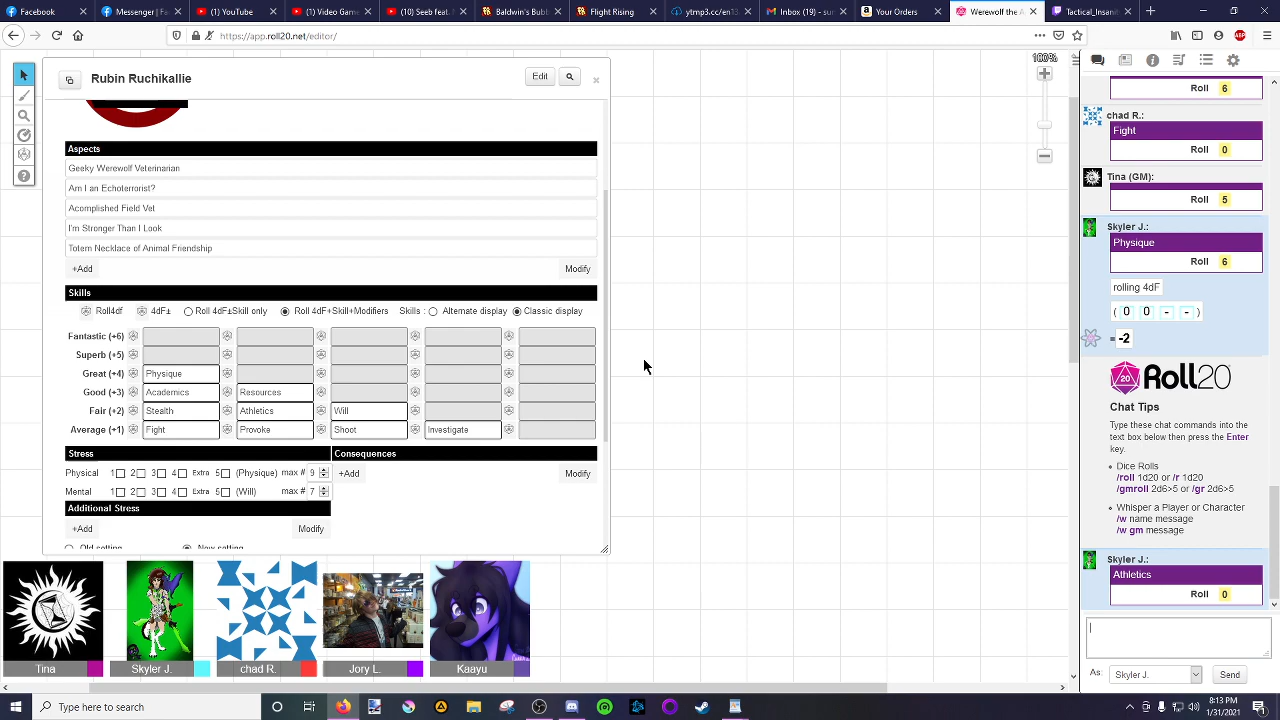 Facebook
Messenger | F
(1) YouTube
(1) Video Game
(10) Seeb feat.
Baldwin's Bubb
Flight Rising
ytmp3.cc/en13
Inbox (19) - sur
Your Orders
Werewolf the A
Tactical_Insanit
https://app.roll20.net/editor/
100%
Rubin Ruchikallie
Edit
Aspects
Geeky Werewolf Veterinarian
Am I an Echoterrorist?
Acomplished Field Vet
I'm Stronger Than I Look
Totem Necklace of Animal Friendship
+Add
Modify
Skills
Roll4df 4dF± Roll 4dF±Skill only Roll 4dF+Skill+Modifiers Skills : Alternate display Classic display
Fantastic (+6)
Superb (+5)
Great (+4) Physique
Good (+3) Academics Resources
Fair (+2) Stealth Athletics Will
Average (+1) Fight Provoke Shoot Investigate
Stress
Consequences
Physical 1 2 3 4 Extra 5 (Physique) max # 9
+Add
Modify
Mental 1 2 3 4 Extra 5 (Will) max # 7
Additional Stress
+Add
Modify
Old setting New setting
Tina
Skyler J.
chad R.
Jory L.
Kaayu
Roll 6
chad R.:
Fight
Roll 0
Tina (GM):
Roll 5
Skyler J.:
Physique
Roll 6
rolling 4dF
( 0 0 - - )
= -2
20 Roll20
Chat Tips
Type these chat commands into the
text box below then press the Enter
key.
Dice Rolls
/roll 1d20 or /r 1d20
/gmroll 2d6>5 or /gr 2d6>5
Whisper a Player or Character
/w name message
/w gm message
Skyler J.:
Athletics
Roll 0
As: Skyler J. Send
Type here to search
8:13 PM
1/31/2021